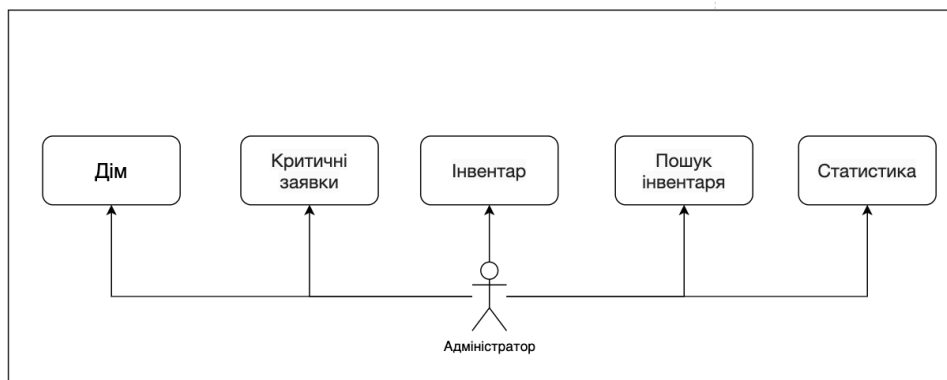 Дім
Критичні
заявки
Інвентар
Пошук
інвентаря
Статистика
Адміністратор